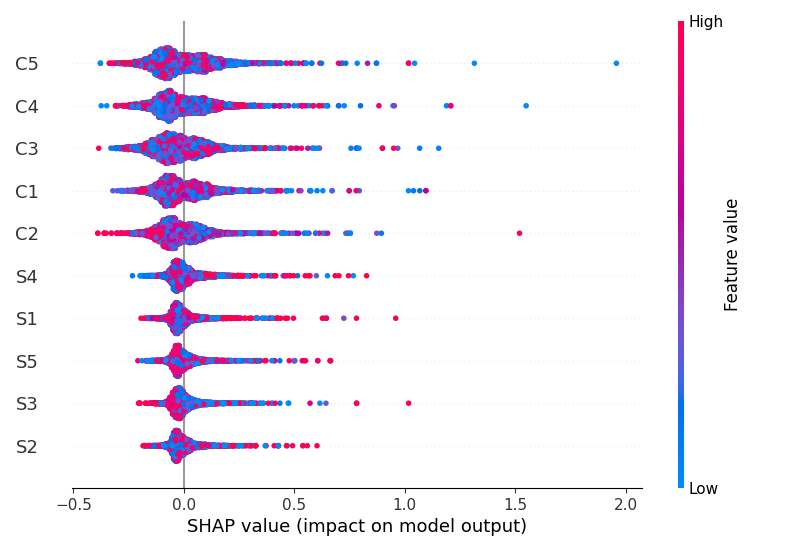 High
C5
C4
C3
C1
C2
S4
S1
S5
S3
S2
Feature value
Low
−0.5 0.0 0.5 1.0 1.5 2.0
SHAP value (impact on model output)